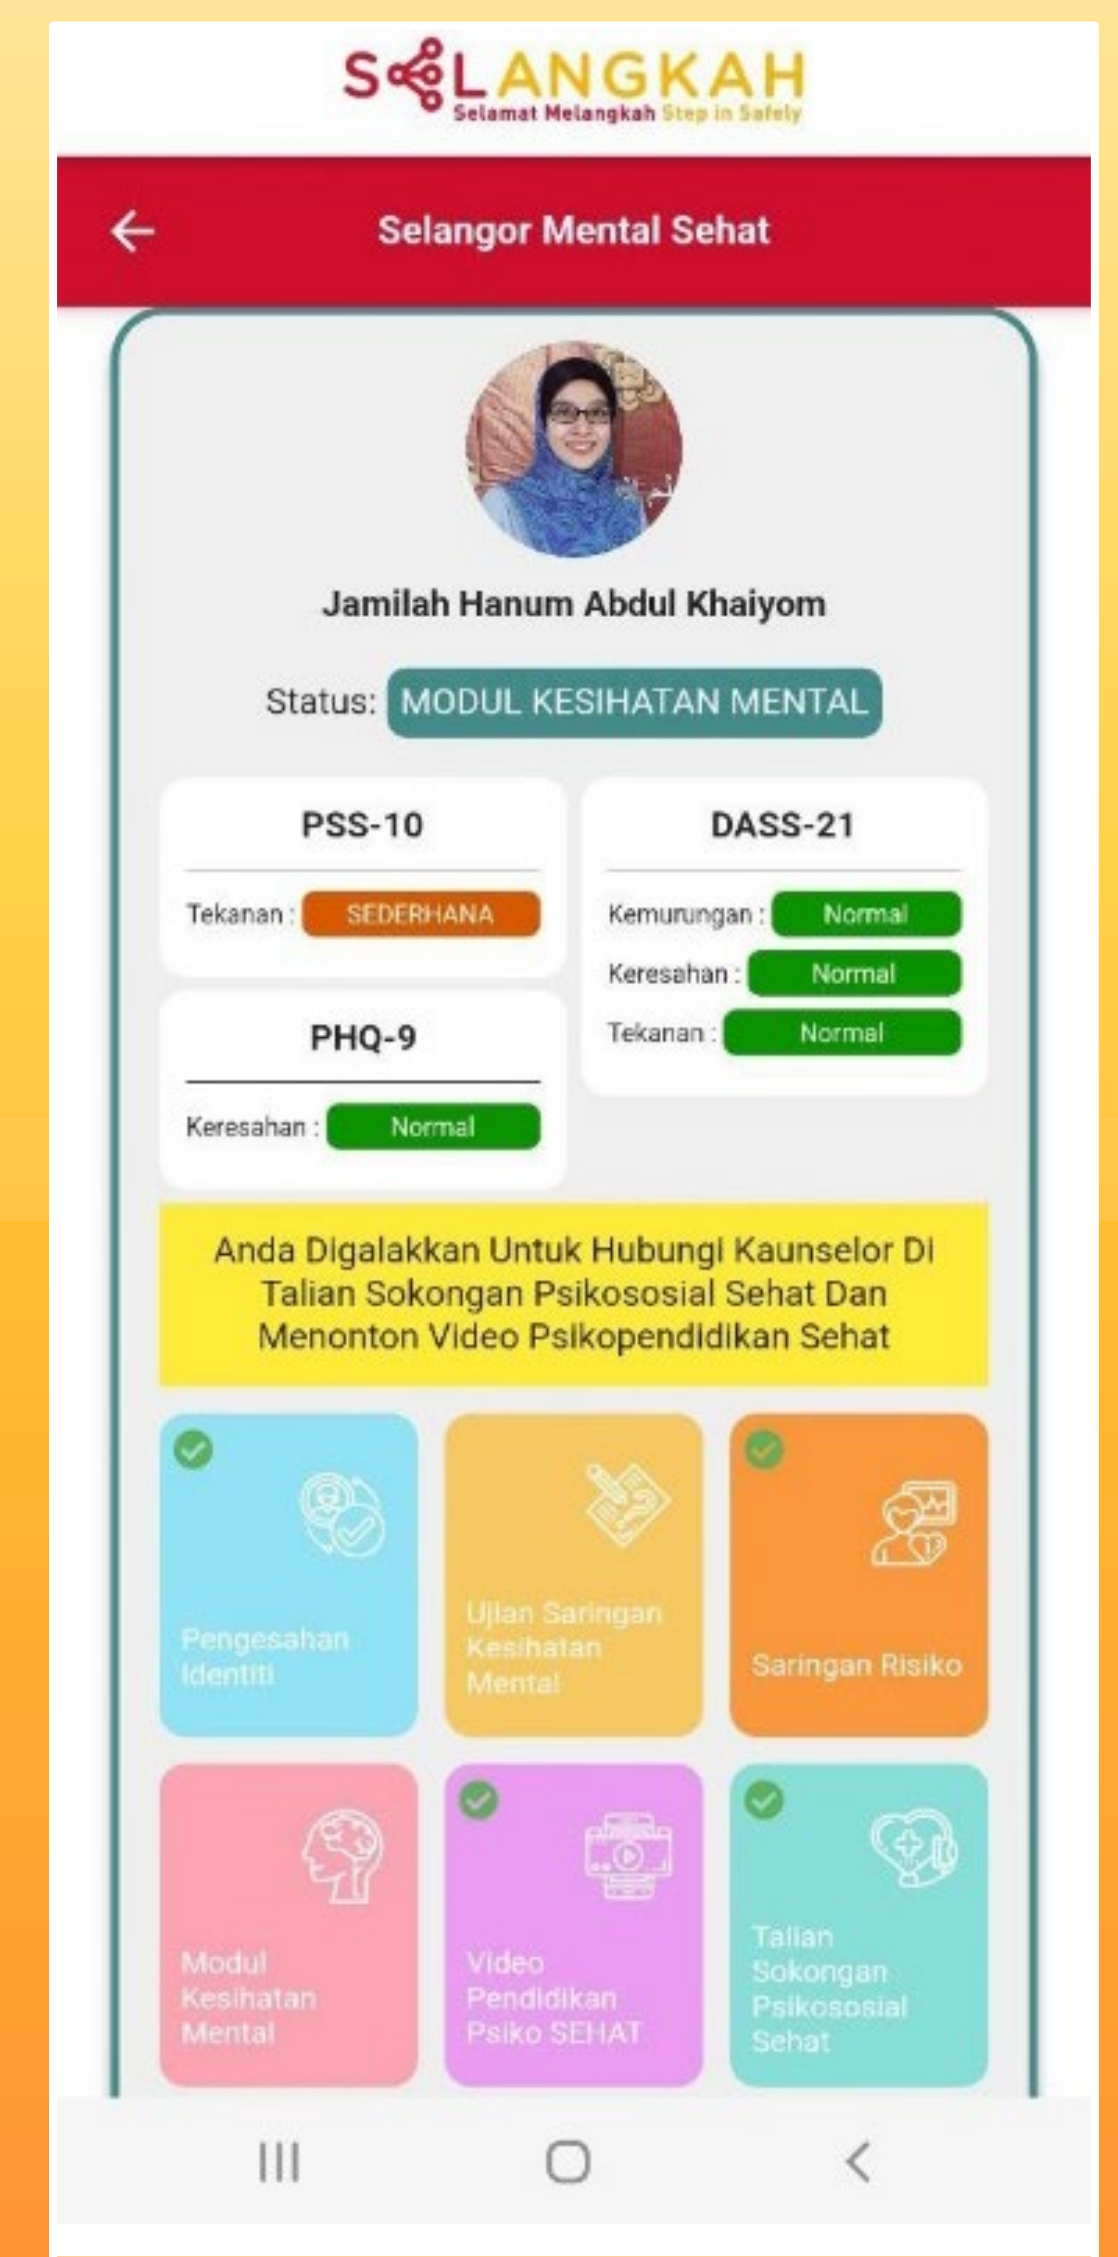 SELANGKAH
Selamat Melangkah Step in Safely
Selangor Mental Sehat
Jamilah Hanum Abdul Khaiyom
Status: MODUL KESIHATAN MENTAL
PSS-10
Tekanan : SEDERHANA
PHQ-9
Keresahan : Normal
DASS-21
Kemurungan : Normal
Keresahan : Normal
Tekanan : Normal
Anda Digalakkan Untuk Hubungi Kaunselor Di
Talian Sokongan Psikososial Sehat Dan
Menonton Video Psikopendidikan Sehat
Pengesahan
Identiti
Ujian Saringan
Kesihatan
Mental
Saringan Risiko
Modul
Kesihatan
Mental
Video
Pendidikan
Psiko SEHAT
Talian
Sokongan
Psikososial
Sehat